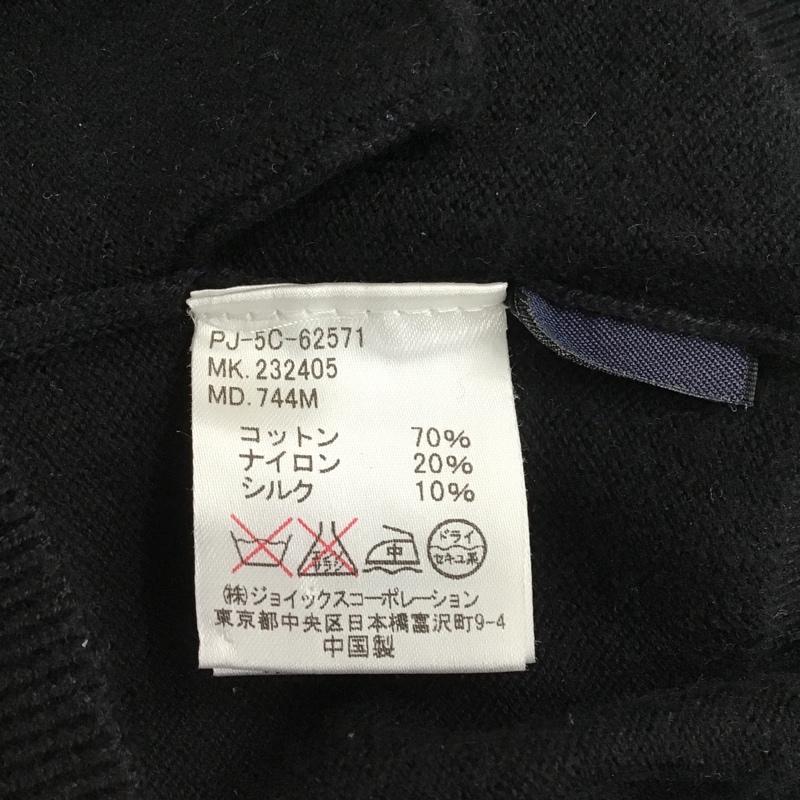 PJ-5C-62571
MK.232405
MD.744M
コットン 70%
ナイロン 20%
シルク 10%
中 ドライ
セキユ系
(株)ジョイックスコーポレーション
東京都中央区日本橋富沢町9-4
中国製